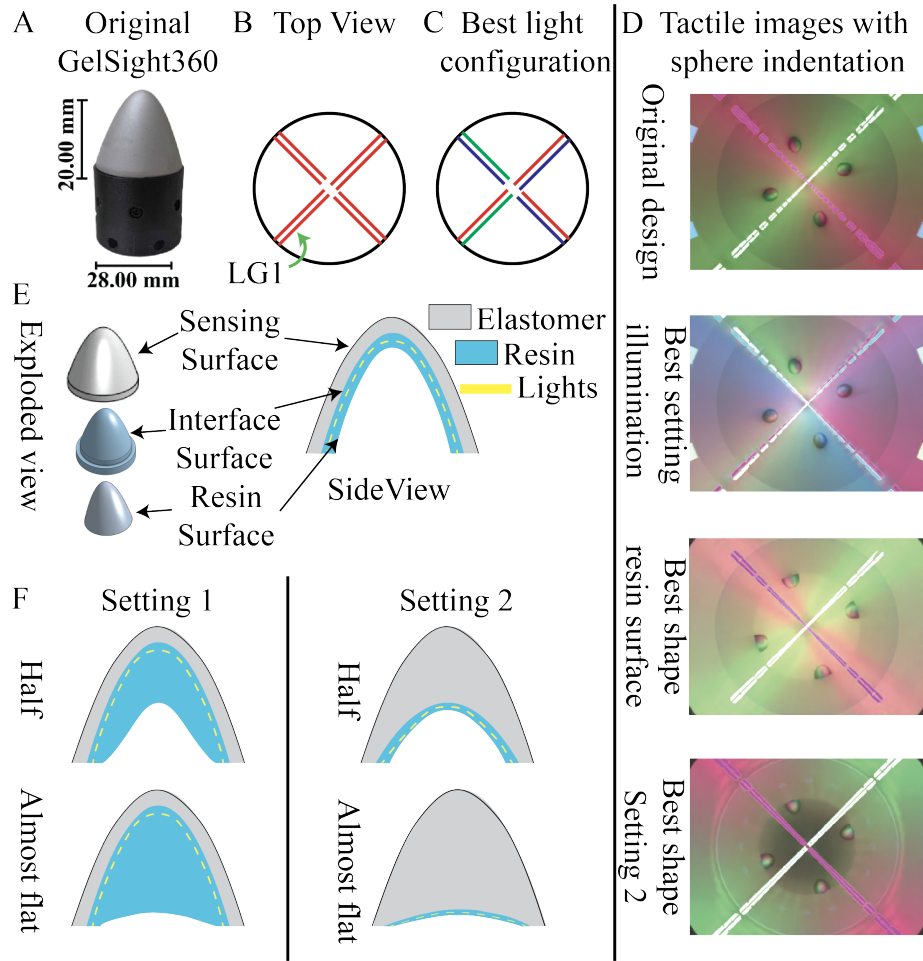 A
Original
GelSight360
20.00 mm
28.00 mm
B
Top View
LG1
C
Best light
configuration
D
Tactile images with
sphere indentation
Original design
Best settting
illumination
Best shape
resin surface
Best shape
Setting 2
E
Exploded view
Sensing
Surface
Interface
Surface
Resin
Surface
SideView
Elastomer
Resin
Lights
F
Setting 1
Half
Almost flat
Setting 2
Half
Almost flat